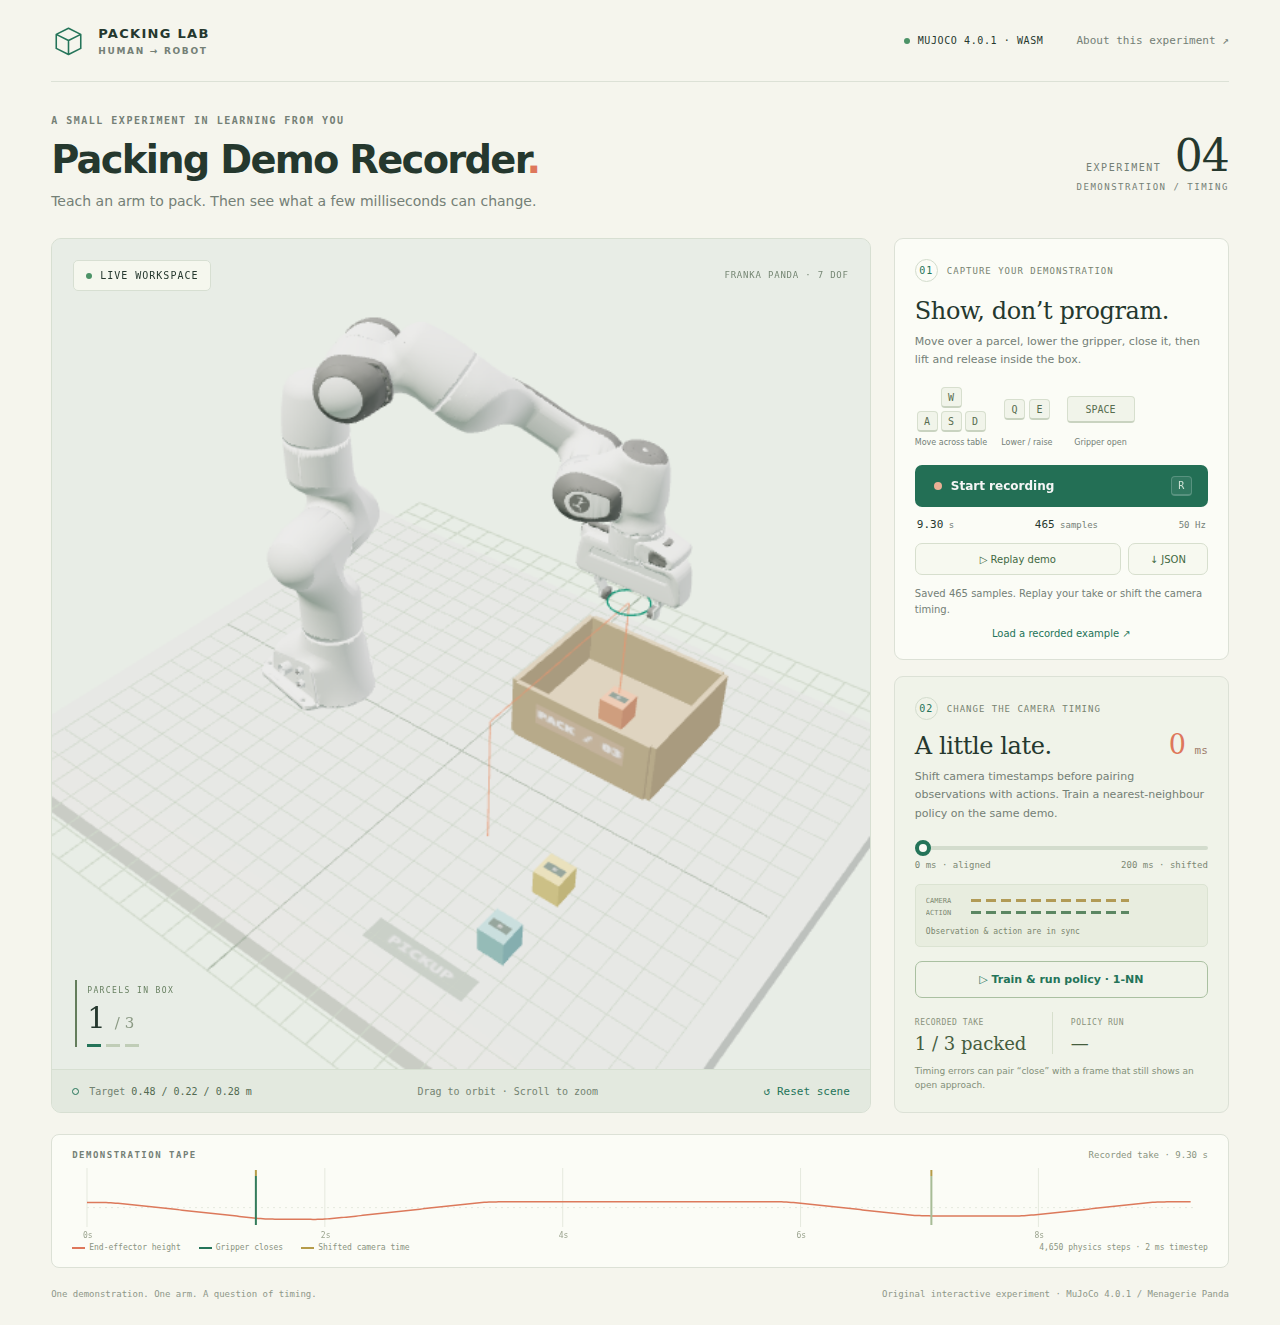 PACKING LAB
HUMAN → ROBOT
MUJOCO 4.0.1 · WASM
About this experiment ↗
A SMALL EXPERIMENT IN LEARNING FROM YOU
Packing Demo Recorder.
Teach an arm to pack. Then see what a few milliseconds can change.
EXPERIMENT 04
DEMONSTRATION / TIMING
LIVE WORKSPACE
FRANKA PANDA · 7 DOF
PACK / 03
PICKUP
PARCELS IN BOX
1 / 3
Target 0.48 / 0.22 / 0.28 m
Drag to orbit · Scroll to zoom
↺ Reset scene
01 CAPTURE YOUR DEMONSTRATION
Show, don’t program.
Move over a parcel, lower the gripper, close it, then
lift and release inside the box.
W
A S D
Q E
SPACE
Move across table
Lower / raise
Gripper open
Start recording R
9.30 s
465 samples
50 Hz
▷ Replay demo
↓ JSON
Saved 465 samples. Replay your take or shift the camera
timing.
Load a recorded example ↗
02 CHANGE THE CAMERA TIMING
A little late.
0 ms
Shift camera timestamps before pairing
observations with actions. Train a nearest-neighbour
policy on the same demo.
0 ms · aligned
200 ms · shifted
CAMERA
ACTION
Observation & action are in sync
▷ Train & run policy · 1-NN
RECORDED TAKE
1 / 3 packed
POLICY RUN
—
Timing errors can pair “close” with a frame that still shows an
open approach.
DEMONSTRATION TAPE
Recorded take · 9.30 s
0s 2s 4s 6s 8s
End-effector height
Gripper closes
Shifted camera time
4,650 physics steps · 2 ms timestep
One demonstration. One arm. A question of timing.
Original interactive experiment · MuJoCo 4.0.1 / Menagerie Panda